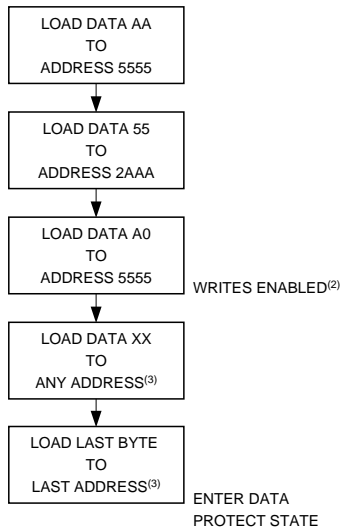 LOAD DATA AA
TO
ADDRESS 5555
LOAD DATA 55
TO
ADDRESS 2AAA
LOAD DATA A0
TO
ADDRESS 5555
WRITES ENABLED(2)
LOAD DATA XX
TO
ANY ADDRESS(3)
LOAD LAST BYTE
TO
LAST ADDRESS(3)
ENTER DATA
PROTECT STATE